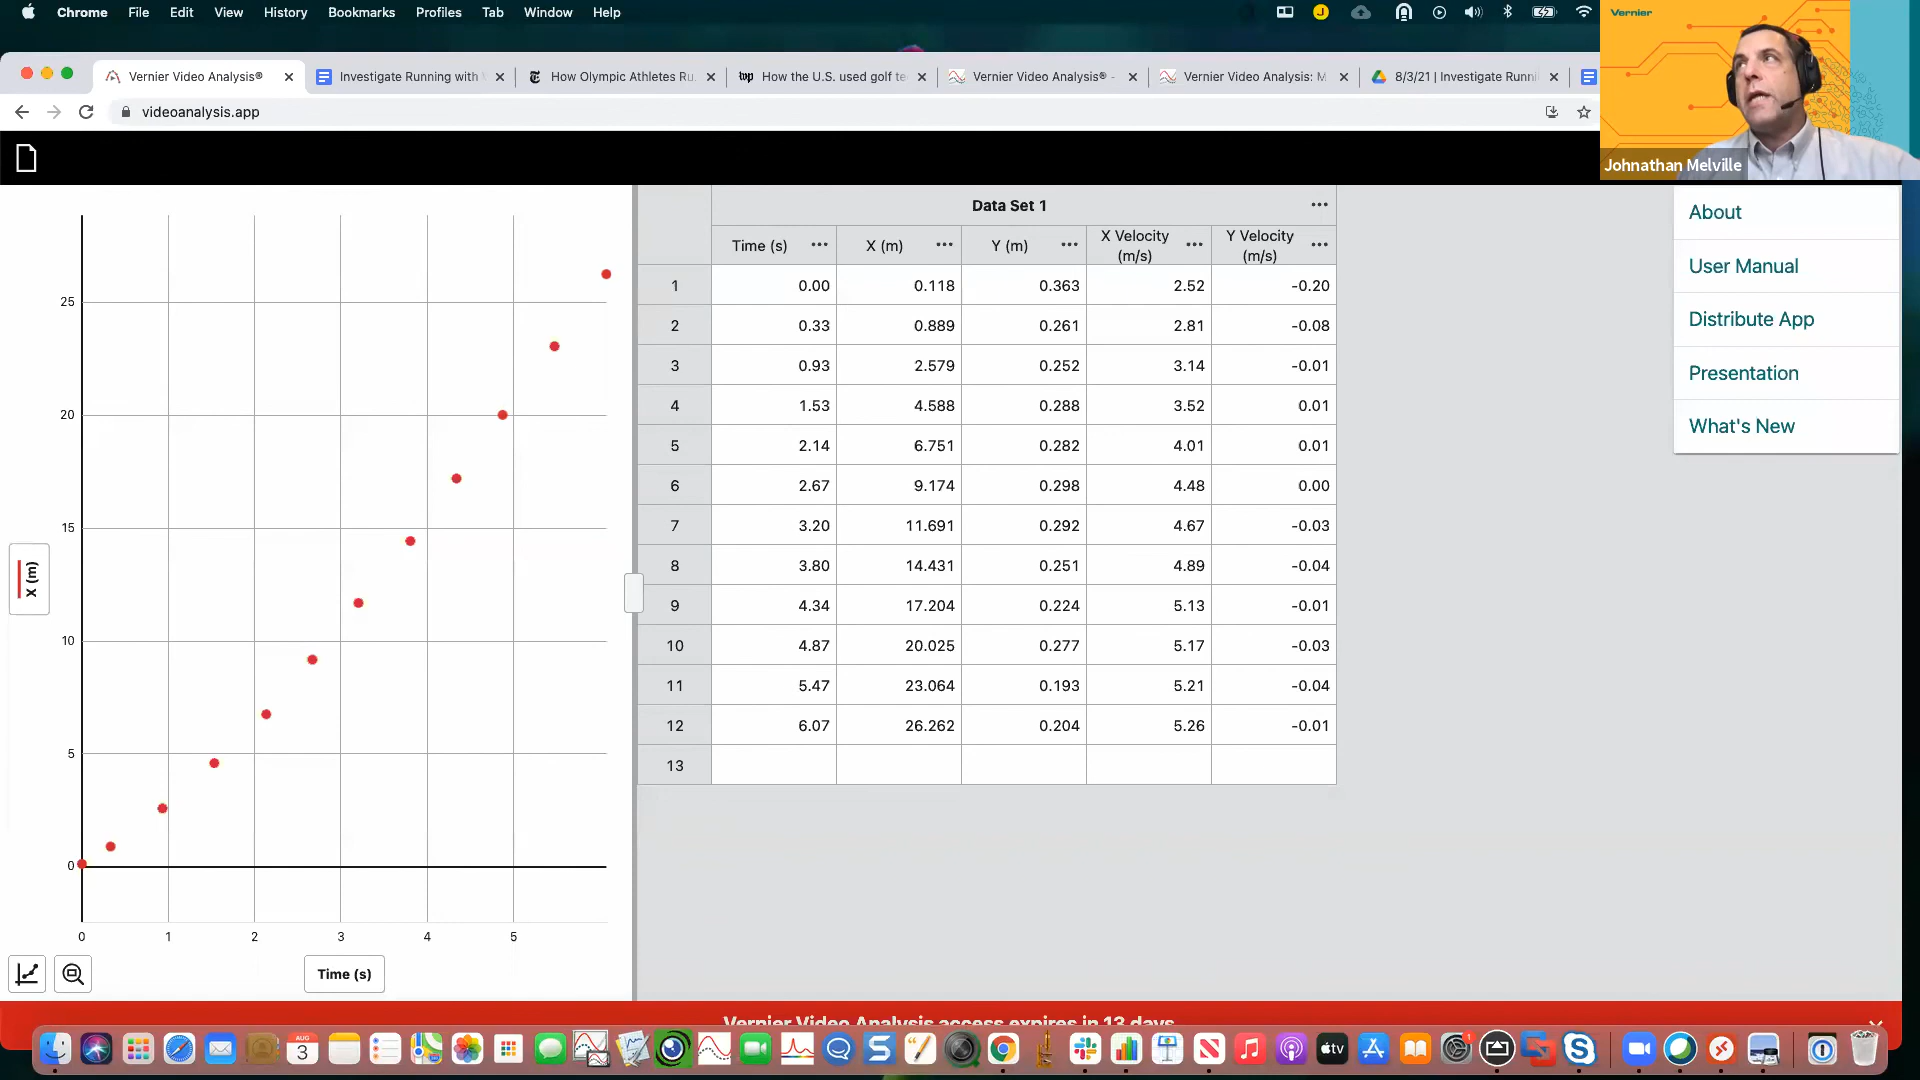 Chrome File Edit View History Bookmarks Profiles Tab Window Help
J
Vernier
Vernier Video Analysis®
Investigate Running with
How Olympic Athletes Ru
wp How the U.S. used golf te
Vernier Video Analysis® -
Vernier Video Analysis: M
8/3/21 | Investigate Runni
videoanalysis.app
Johnathan Melville
About
User Manual
Distribute App
Presentation
What's New
25
20
15
10
5
0
X (m)
0 1 2 3 4 5
Time (s)
Data Set 1
Time (s) X (m) Y (m) X Velocity (m/s) Y Velocity (m/s)
1 0.00 0.118 0.363 2.52 -0.20
2 0.33 0.889 0.261 2.81 -0.08
3 0.93 2.579 0.252 3.14 -0.01
4 1.53 4.588 0.288 3.52 0.01
5 2.14 6.751 0.282 4.01 0.01
6 2.67 9.174 0.298 4.48 0.00
7 3.20 11.691 0.292 4.67 -0.03
8 3.80 14.431 0.251 4.89 -0.04
9 4.34 17.204 0.224 5.13 -0.01
10 4.87 20.025 0.277 5.17 -0.03
11 5.47 23.064 0.193 5.21 -0.04
12 6.07 26.262 0.204 5.26 -0.01
13
Vernier Video Analysis access expires in 13 days
AUG
3
tv